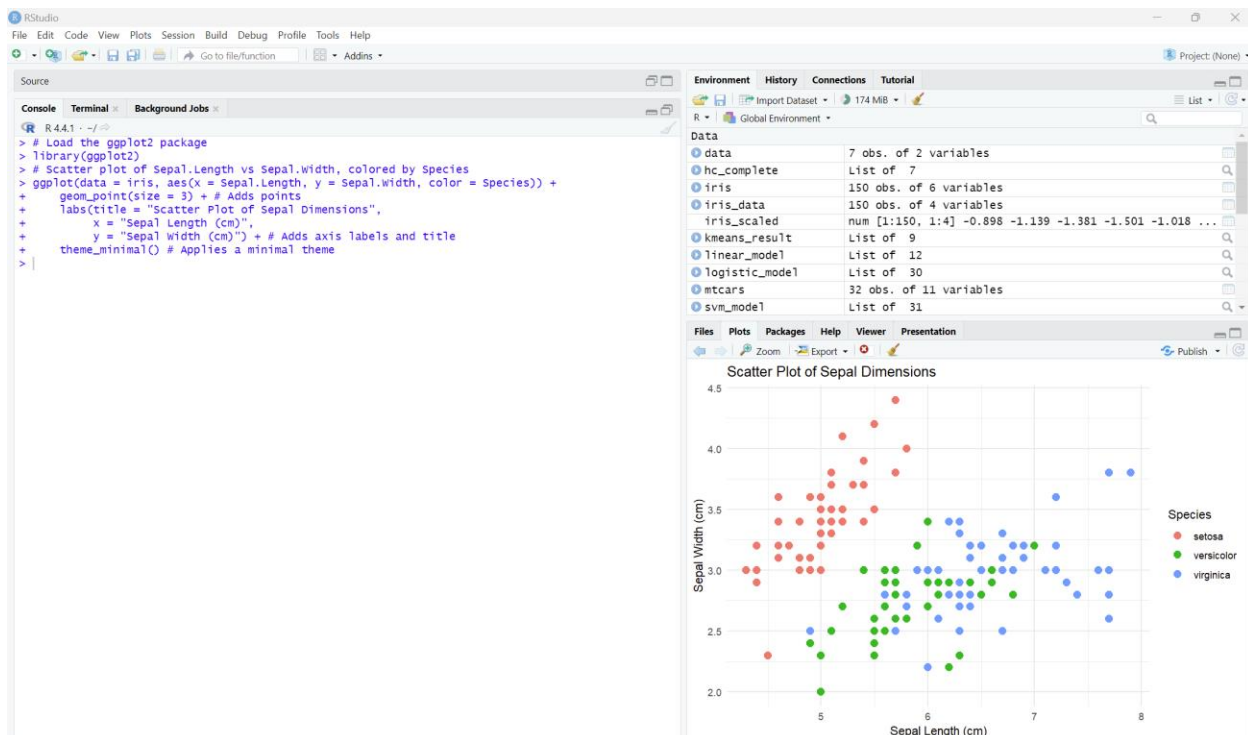 RStudio
File Edit Code View Plots Session Build Debug Profile Tools Help
Go to file/function Addins
Project: (None)
Source
Console Terminal Background Jobs
R 4.4.1 · ~/
> # Load the ggplot2 package
> library(ggplot2)
> # Scatter plot of Sepal.Length vs Sepal.Width, colored by Species
> ggplot(data = iris, aes(x = Sepal.Length, y = Sepal.Width, color = Species)) +
+     geom_point(size = 3) + # Adds points
+     labs(title = "Scatter Plot of Sepal Dimensions",
+          x = "Sepal Length (cm)",
+          y = "Sepal Width (cm)") + # Adds axis labels and title
+     theme_minimal() # Applies a minimal theme
>
Environment History Connections Tutorial
Import Dataset 174 MiB List
R Global Environment
Data
data 7 obs. of 2 variables
hc_complete List of 7
iris 150 obs. of 6 variables
iris_data 150 obs. of 4 variables
iris_scaled num [1:150, 1:4] -0.898 -1.139 -1.381 -1.501 -1.018 ...
kmeans_result List of 9
linear_model List of 12
logistic_model List of 30
mtcars 32 obs. of 11 variables
svm_model List of 31
Files Plots Packages Help Viewer Presentation
Zoom Export Publish
Scatter Plot of Sepal Dimensions
4.5
4.0
3.5
3.0
2.5
2.0
Sepal Width (cm)
5 6 7 8
Sepal Length (cm)
Species
setosa
versicolor
virginica